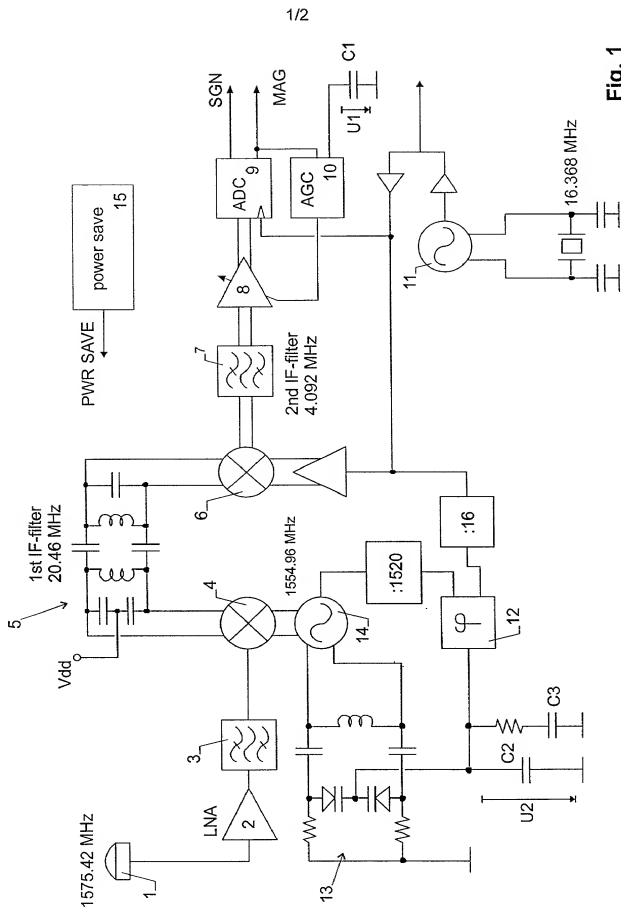 1/2
1575.42 MHz
1
LNA
2
3
4
5
Vdd
1st IF-filter
20.46 MHz
6
7
2nd IF-filter
4.092 MHz
8
ADC
9
SGN
MAG
AGC
10
U1
C1
PWR SAVE
power save
15
11
16.368 MHz
1554.96 MHz
14
:1520
:16
φ
12
13
C2
C3
U2
Fig. 1